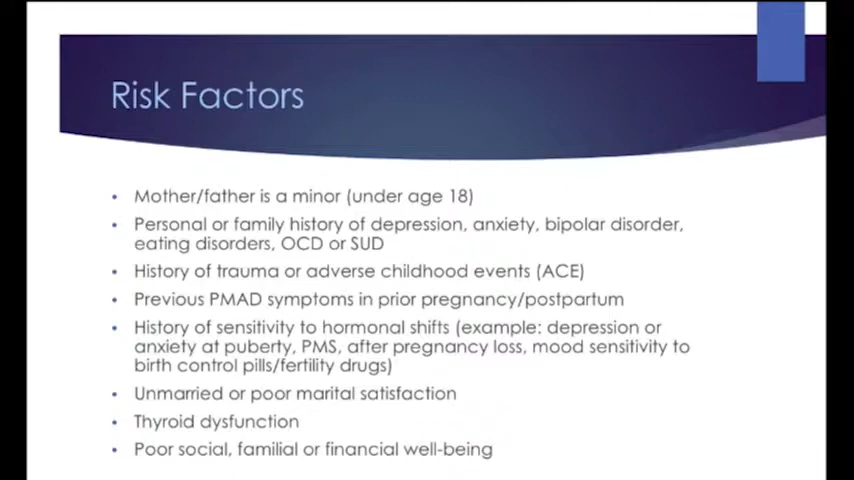 Risk Factors
• Mother/father is a minor (under age 18)
• Personal or family history of depression, anxiety, bipolar disorder,
eating disorders, OCD or SUD
• History of trauma or adverse childhood events (ACE)
• Previous PMAD symptoms in prior pregnancy/postpartum
• History of sensitivity to hormonal shifts (example: depression or
anxiety at puberty, PMS, after pregnancy loss, mood sensitivity to
birth control pills/fertility drugs)
• Unmarried or poor marital satisfaction
• Thyroid dysfunction
• Poor social, familial or financial well-being